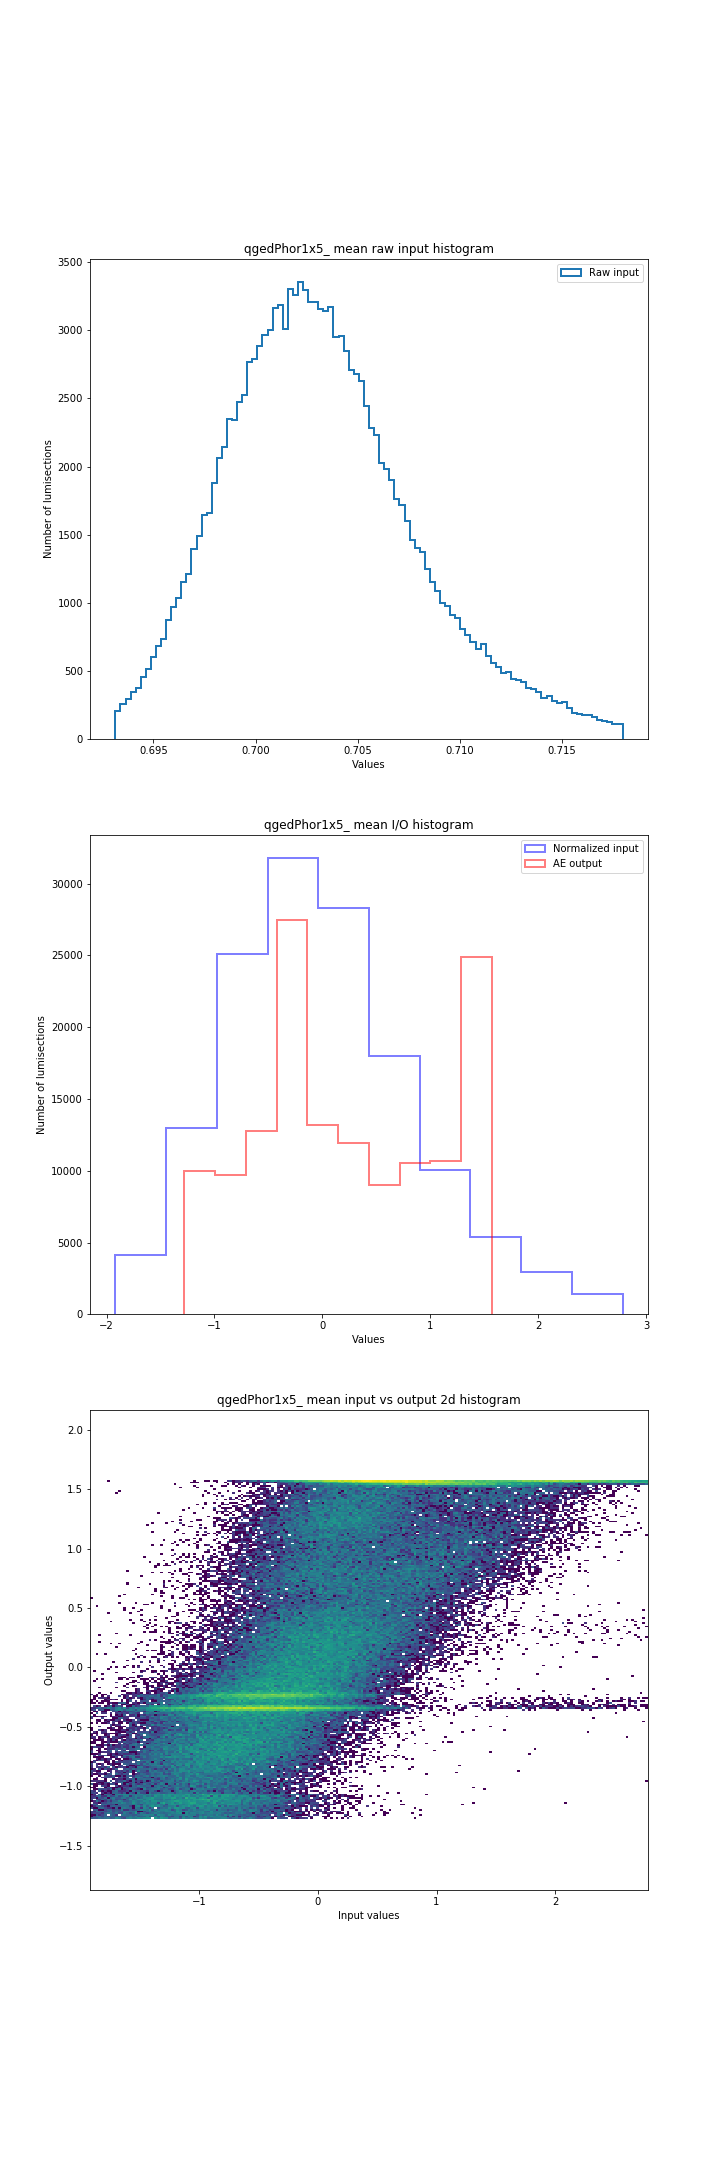 qgedPhor1x5_ mean raw input histogram
3500
3000
2500
2000
1500
1000
500
0
Number of lumisections
Raw input
0.695 0.700 0.705 0.710 0.715
Values
qgedPhor1x5_ mean I/O histogram
30000
25000
20000
15000
10000
5000
0
Number of lumisections
Normalized input
AE output
−2 −1 0 1 2 3
Values
qgedPhor1x5_ mean input vs output 2d histogram
2.0
1.5
1.0
0.5
0.0
−0.5
−1.0
−1.5
Output values
−1 0 1 2
Input values